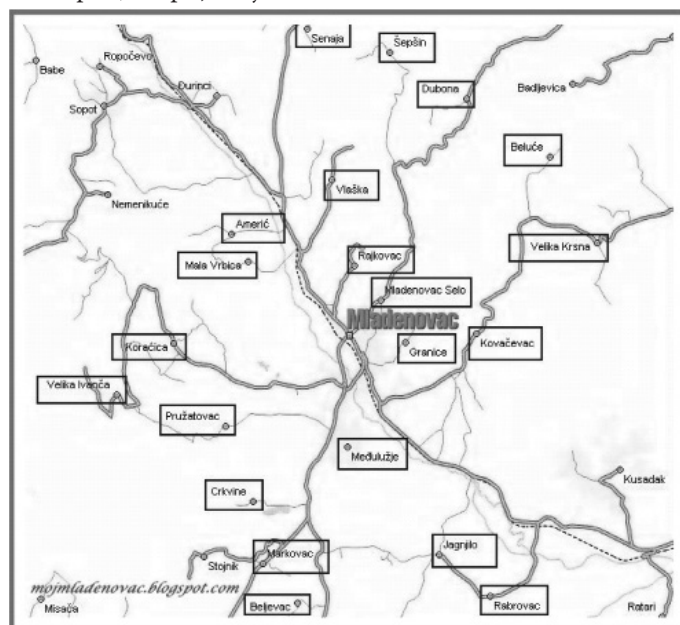 Senaja
Šepšin
Ropočevo
Babe
Đurinci
Dubona
Badljevica
Sopot
Beluće
Vlaška
Nemenikuće
Amerić
Velika Krsna
Rajkovac
Mala Vrbica
Mladenovac Selo
Mladenovac
Koraćica
Granice
Kovačevac
Velika Ivanča
Pružatovac
Međulužje
Kusadak
Crkvine
Jagnjilo
Markovac
Stojnik
mojmladenovac.blogspot.com
Rabrovac
Misača
Beljevac
Ratari